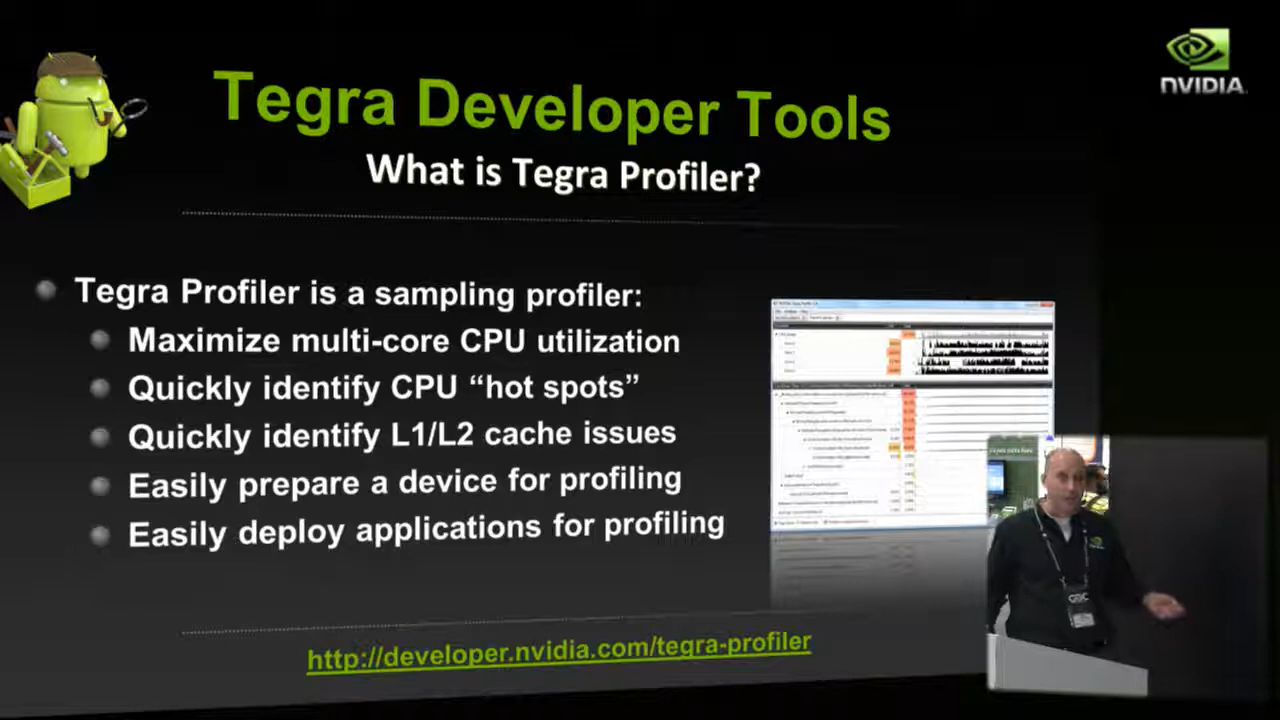 NVIDIA
Tegra Developer Tools
What is Tegra Profiler?
Tegra Profiler is a sampling profiler:
Maximize multi-core CPU utilization
Quickly identify CPU “hot spots”
Quickly identify L1/L2 cache issues
Easily prepare a device for profiling
Easily deploy applications for profiling
GDC
http://developer.nvidia.com/tegra-profiler